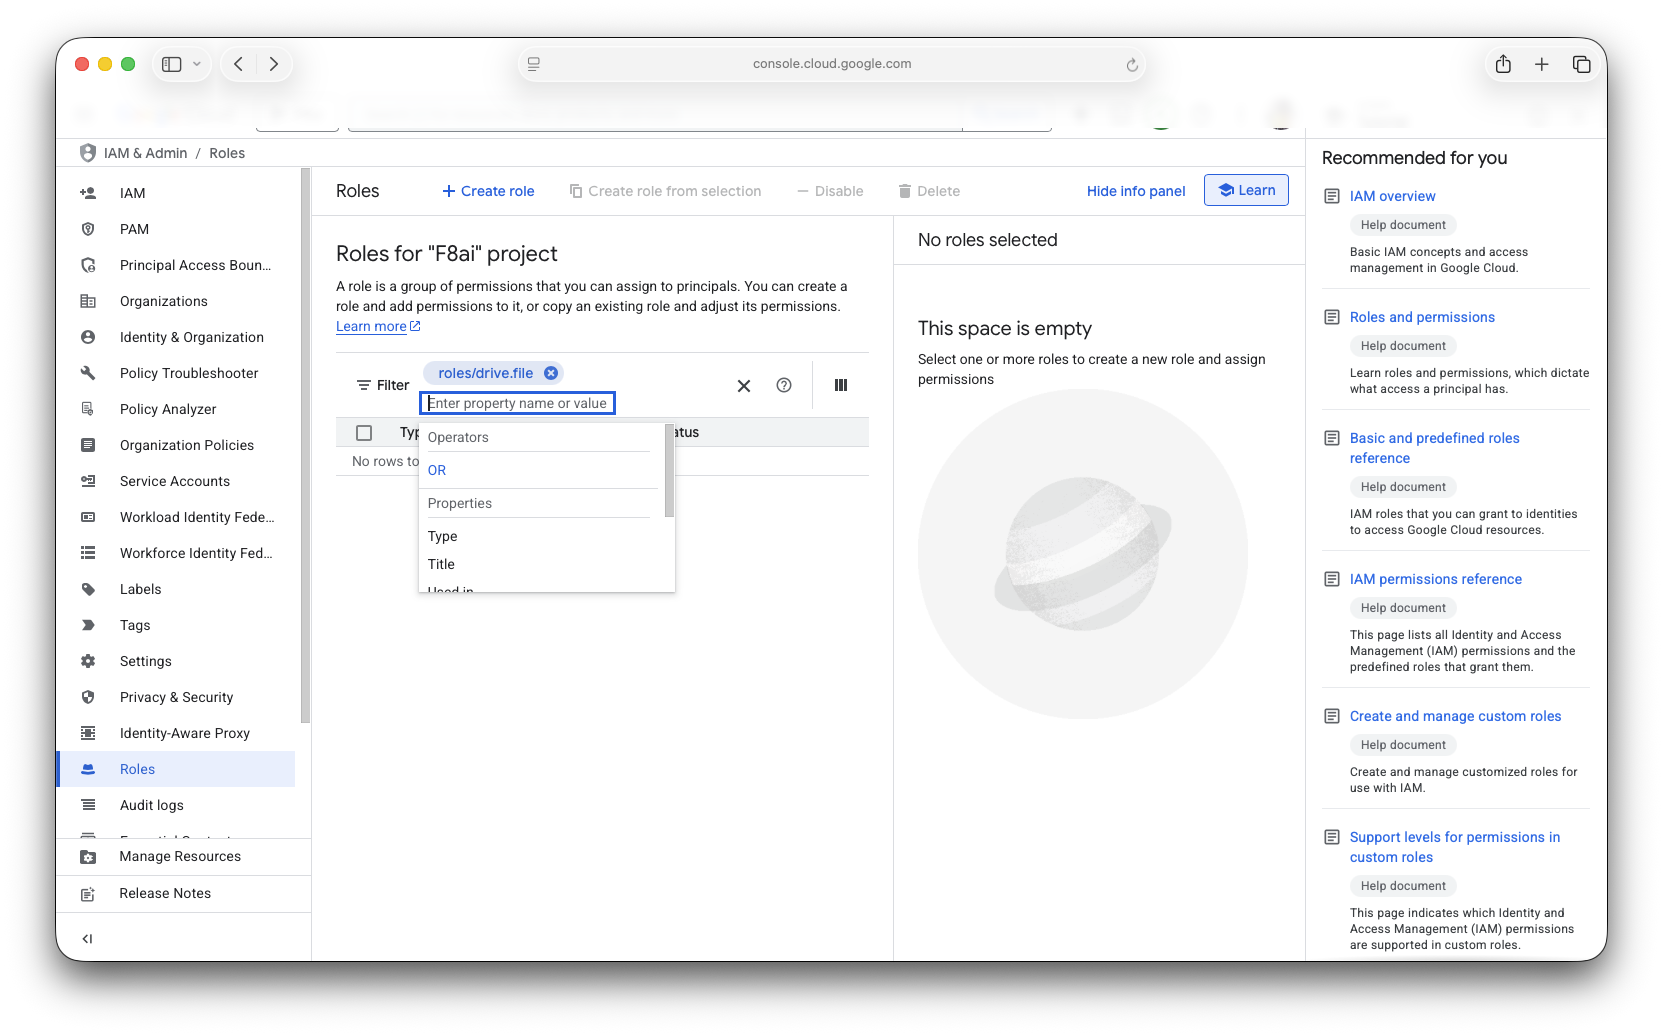 console.cloud.google.com
IAM & Admin / Roles
IAM
PAM
Principal Access Boun...
Organizations
Identity & Organization
Policy Troubleshooter
Policy Analyzer
Organization Policies
Service Accounts
Workload Identity Fede...
Workforce Identity Fed...
Labels
Tags
Settings
Privacy & Security
Identity-Aware Proxy
Roles
Audit logs
Manage Resources
Release Notes
Roles
Create role
Create role from selection
Disable
Delete
Hide info panel
Learn
Roles for "F8ai" project
A role is a group of permissions that you can assign to principals. You can create a
role and add permissions to it, or copy an existing role and adjust its permissions.
Learn more
Filter
roles/drive.file
Enter property name or value
No rows to
Operators
OR
Properties
Type
Title
Used in
No roles selected
This space is empty
Select one or more roles to create a new role and assign
permissions
Recommended for you
IAM overview
Help document
Basic IAM concepts and access
management in Google Cloud.
Roles and permissions
Help document
Learn roles and permissions, which dictate
what access a principal has.
Basic and predefined roles
reference
Help document
IAM roles that you can grant to identities
to access Google Cloud resources.
IAM permissions reference
Help document
This page lists all Identity and Access
Management (IAM) permissions and the
predefined roles that grant them.
Create and manage custom roles
Help document
Create and manage customized roles for
use with IAM.
Support levels for permissions in
custom roles
Help document
This page indicates which Identity and
Access Management (IAM) permissions
are supported in custom roles.